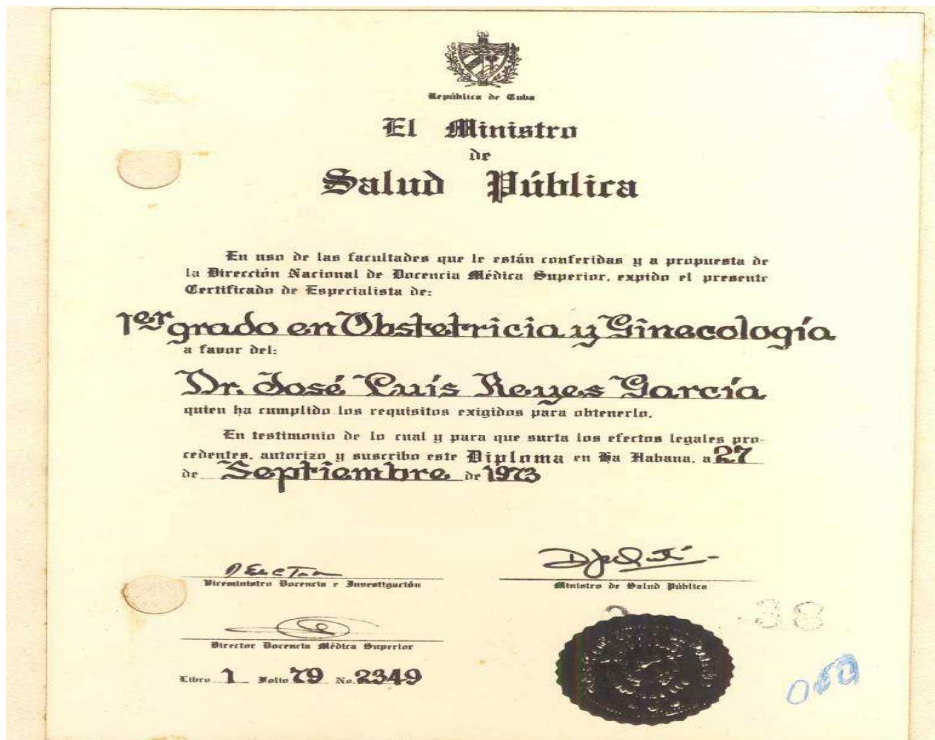 República de Cuba
El Ministro
de
Salud Pública
En uso de las facultades que le están conferidas y a propuesta de
la Dirección Nacional de Docencia Médica Superior, expido el presente
Certificado de Especialista de:
1er grado en Obstetricia y Ginecología
a favor del:
Dr. José Luís Reyes García
quien ha cumplido los requisitos exigidos para obtenerlo.
En testimonio de lo cual y para que surta los efectos legales pro-
cedentes, autorizo y suscribo este Diploma en La Habana, a 27
de Septiembre de 1973
Viceministro Docencia e Investigación
Ministro de Salud Pública
38
Director Docencia Médica Superior
Libro 1 Folio 79 No. 2349